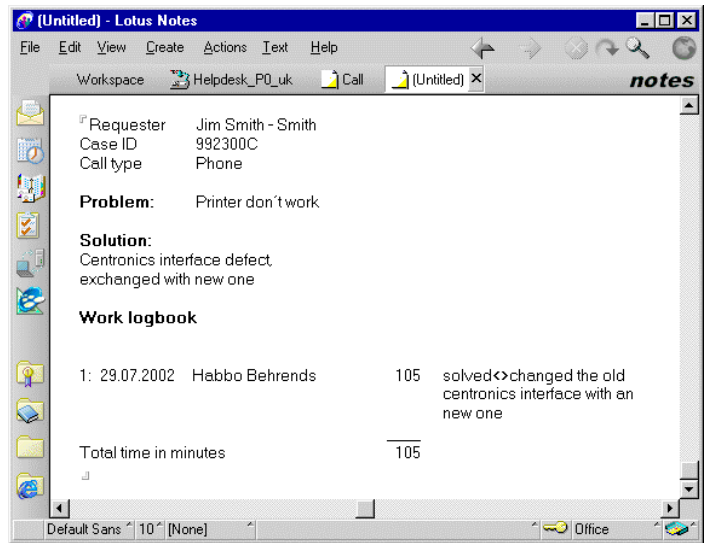 (Untitled) - Lotus Notes
File Edit View Create Actions Text Help
Workspace Helpdesk_P0_uk Call (Untitled) notes
Requester Jim Smith - Smith
Case ID 992300C
Call type Phone
Problem: Printer don´t work
Solution:
Centronics interface defect,
exchanged with new one
Work logbook
1: 29.07.2002 Habbo Behrends 105 solved<>changed the old
centronics interface with an
new one
Total time in minutes 105
Default Sans 10 [None] Office